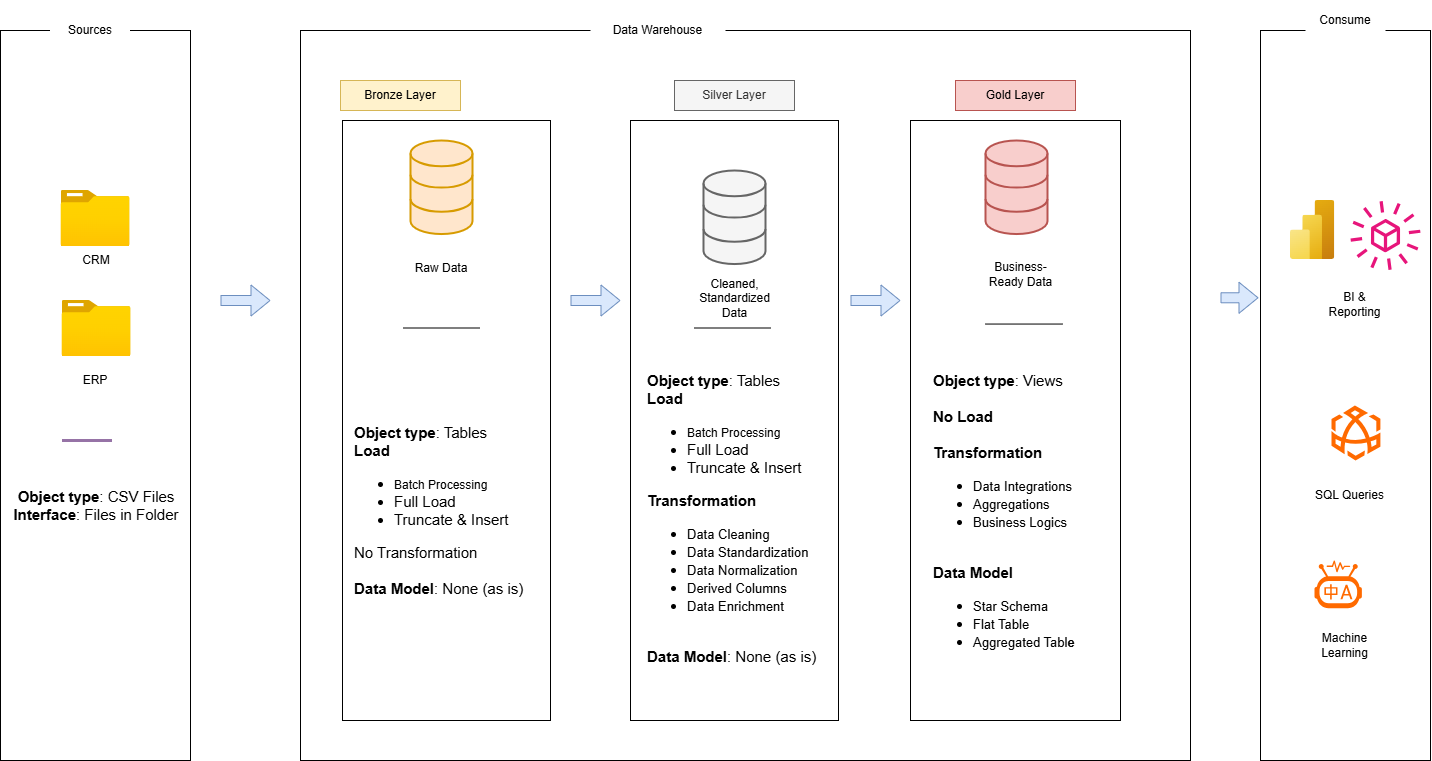 Sources
CRM
ERP
Object type: CSV Files
Interface: Files in Folder
Data Warehouse
Bronze Layer
Raw Data
Object type: Tables
Load
Batch Processing
Full Load
Truncate & Insert
No Transformation
Data Model: None (as is)
Silver Layer
Cleaned,
Standardized
Data
Object type: Tables
Load
Batch Processing
Full Load
Truncate & Insert
Transformation
Data Cleaning
Data Standardization
Data Normalization
Derived Columns
Data Enrichment
Data Model: None (as is)
Gold Layer
Business-
Ready Data
Object type: Views
No Load
Transformation
Data Integrations
Aggregations
Business Logics
Data Model
Star Schema
Flat Table
Aggregated Table
Consume
BI &
Reporting
SQL Queries
中A
Machine
Learning